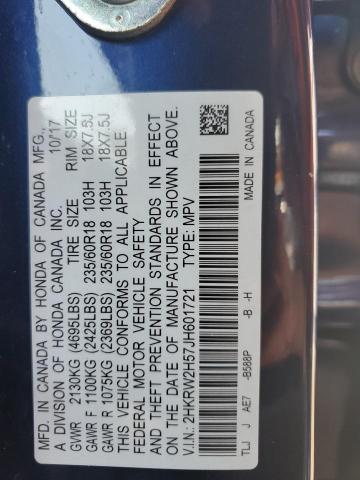 MFD. IN CANADA BY HONDA OF CANADA MFG.,
A DIVISION OF HONDA CANADA INC. 10/17
TIRE SIZE RIM SIZE
GVWR 2130KG (4695LBS)
GAWR F 1100KG (2425LBS) 235/60R18 103H 18X7.5J
GAWR R 1075KG (2369LBS) 235/60R18 103H 18X7.5J
THIS VEHICLE CONFORMS TO ALL APPLICABLE
FEDERAL MOTOR VEHICLE SAFETY
AND THEFT PREVENTION STANDARDS IN EFFECT
ON THE DATE OF MANUFACTURE SHOWN ABOVE.
V.I.N.: 2HKRW2H57JH601721 TYPE: MPV
TLJ J AE7 -B588P -B -H MADE IN CANADA